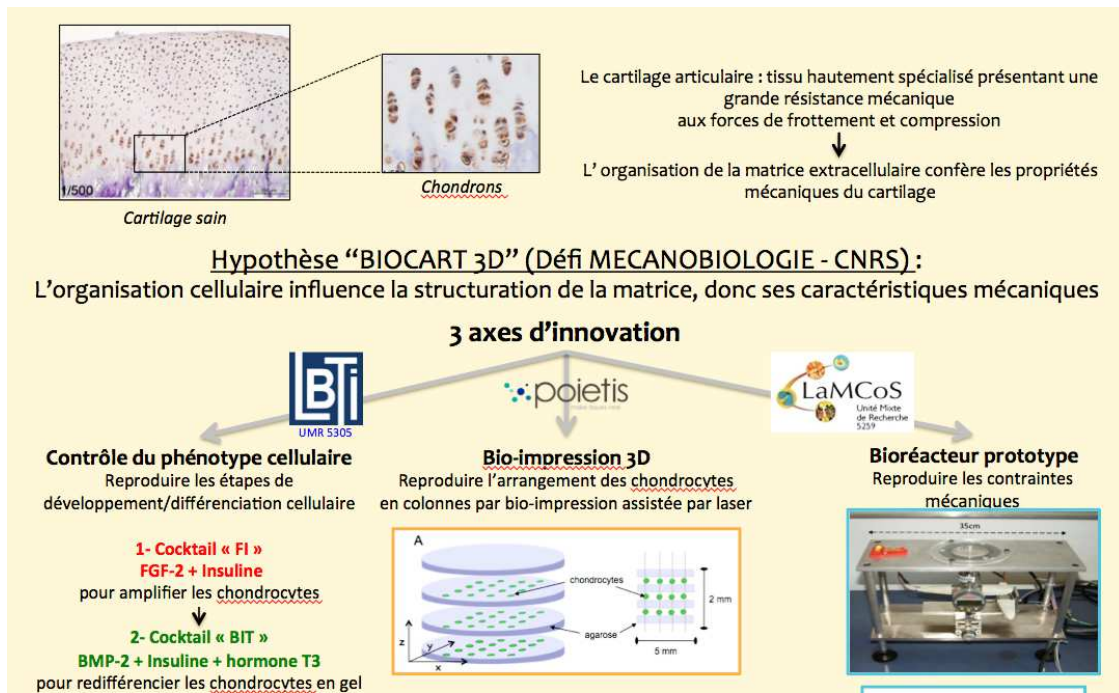 1/500
Cartilage sain
Chondrons
Le cartilage articulaire : tissu hautement spécialisé présentant une
grande résistance mécanique
aux forces de frottement et compression
L' organisation de la matrice extracellulaire confère les propriétés
mécaniques du cartilage
Hypothèse “BIOCART 3D” (Défi MECANOBIOLOGIE - CNRS) :
L’organisation cellulaire influence la structuration de la matrice, donc ses caractéristiques mécaniques
3 axes d’innovation
LBTi
UMR 5305
poietis
LaMCoS
Unité Mixte
de Recherche
5259
Contrôle du phénotype cellulaire
Reproduire les étapes de
développement/différenciation cellulaire
1- Cocktail « FI »
FGF-2 + Insuline
pour amplifier les chondrocytes
2- Cocktail « BIT »
BMP-2 + Insuline + hormone T3
pour redifférencier les chondrocytes en gel
Bio-impression 3D
Reproduire l’arrangement des chondrocytes
en colonnes par bio-impression assistée par laser
A
chondrocytes
agarose
z
y
x
2 mm
5 mm
Bioréacteur prototype
Reproduire les contraintes
mécaniques
35cm